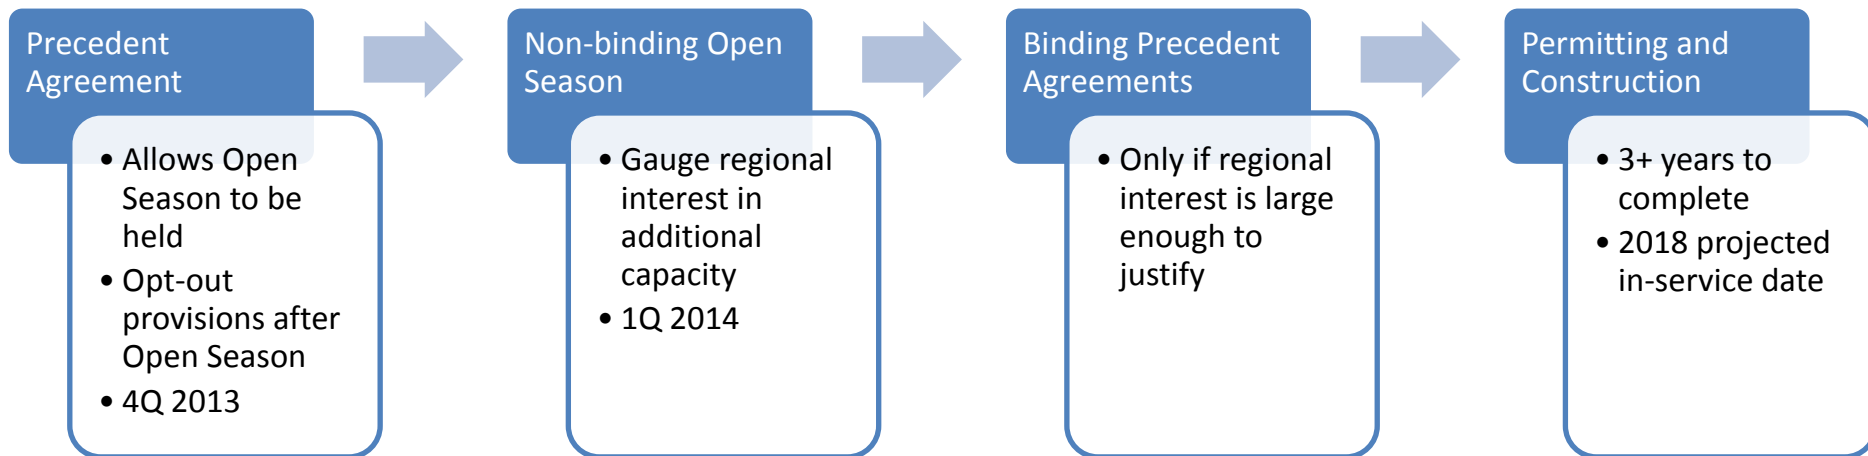 Precedent
Agreement
• Allows Open
Season to be
held
• Opt-out
provisions after
Open Season
• 4Q 2013
Non-binding Open
Season
• Gauge regional
interest in
additional
capacity
• 1Q 2014
Binding Precedent
Agreements
• Only if regional
interest is large
enough to
justify
Permitting and
Construction
• 3+ years to
complete
• 2018 projected
in-service date